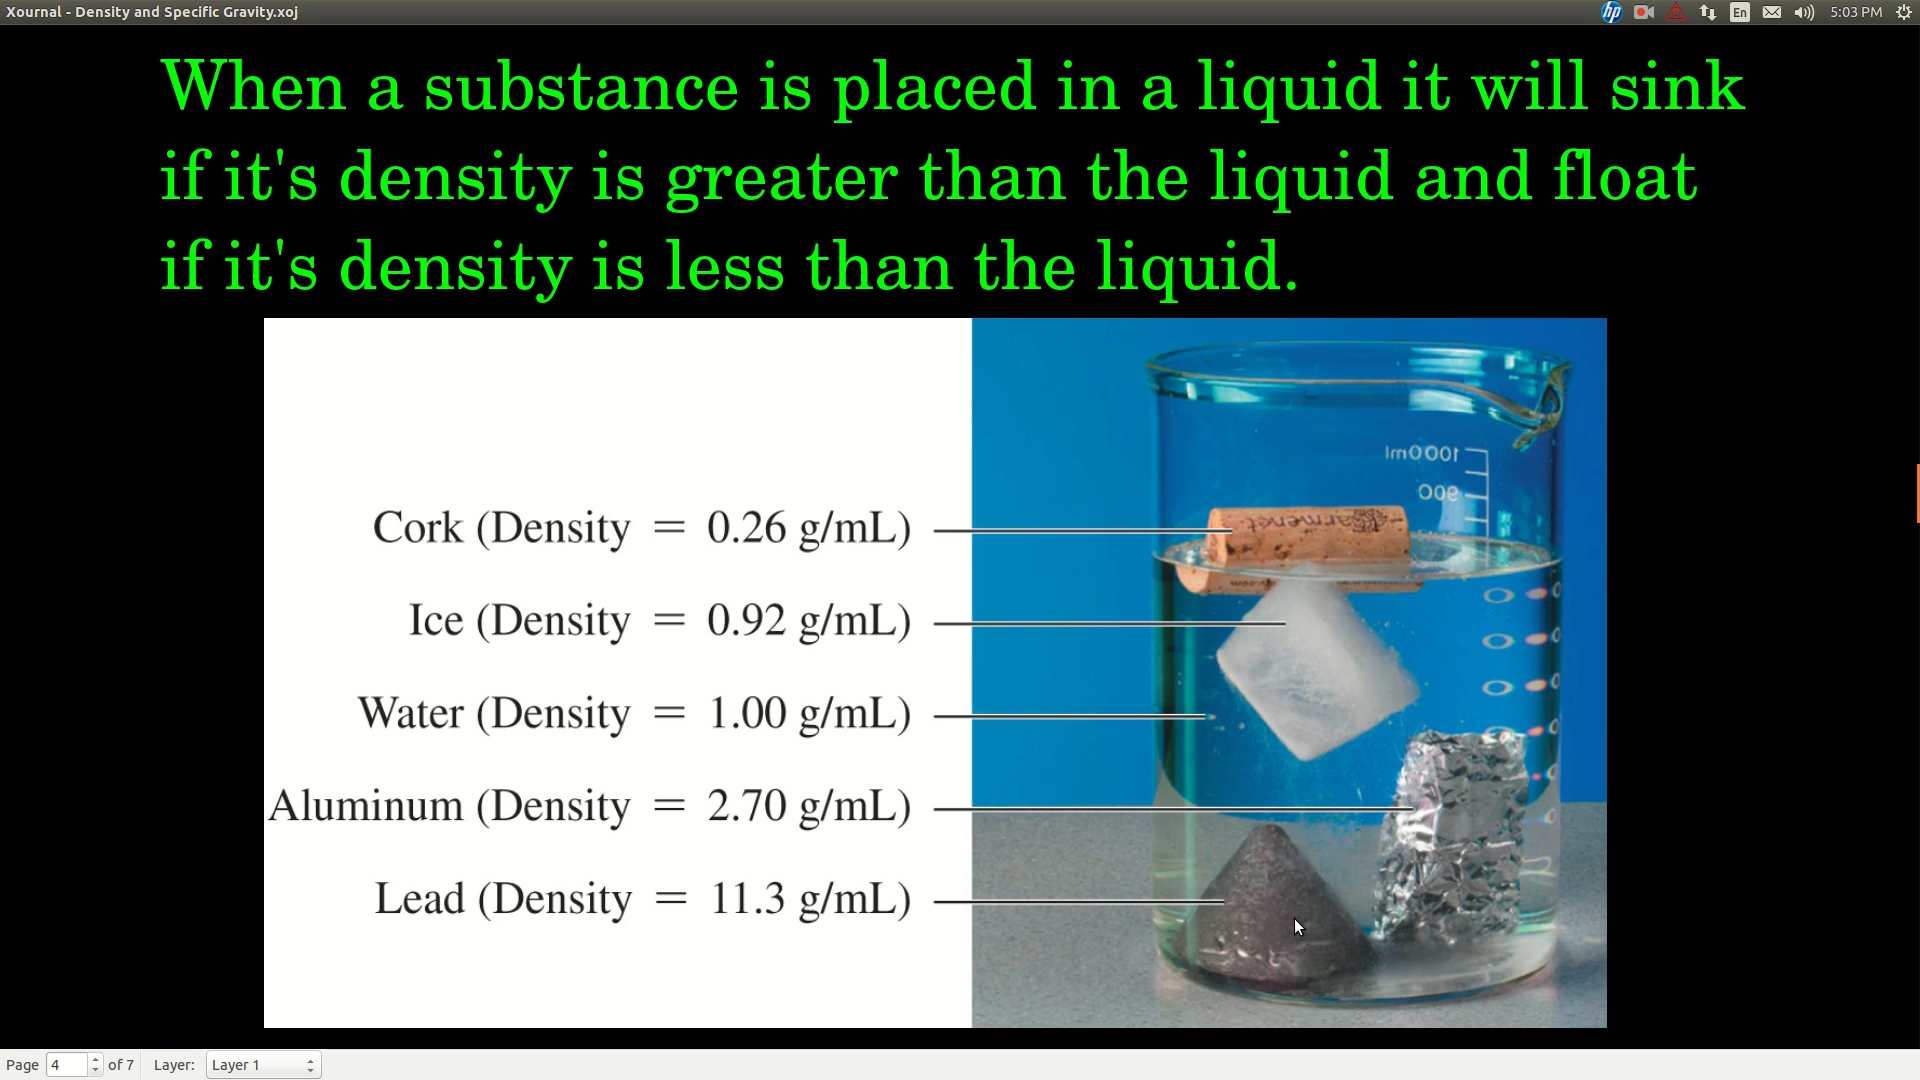 Xournal - Density and Specific Gravity.xoj
En
5:03 PM
When a substance is placed in a liquid it will sink
if it's density is greater than the liquid and float
if it's density is less than the liquid.
1000ml
900
Cork (Density = 0.26 g/mL)
Ice (Density = 0.92 g/mL)
Water (Density = 1.00 g/mL)
Aluminum (Density = 2.70 g/mL)
Lead (Density = 11.3 g/mL)
Page 4 of 7 Layer: Layer 1